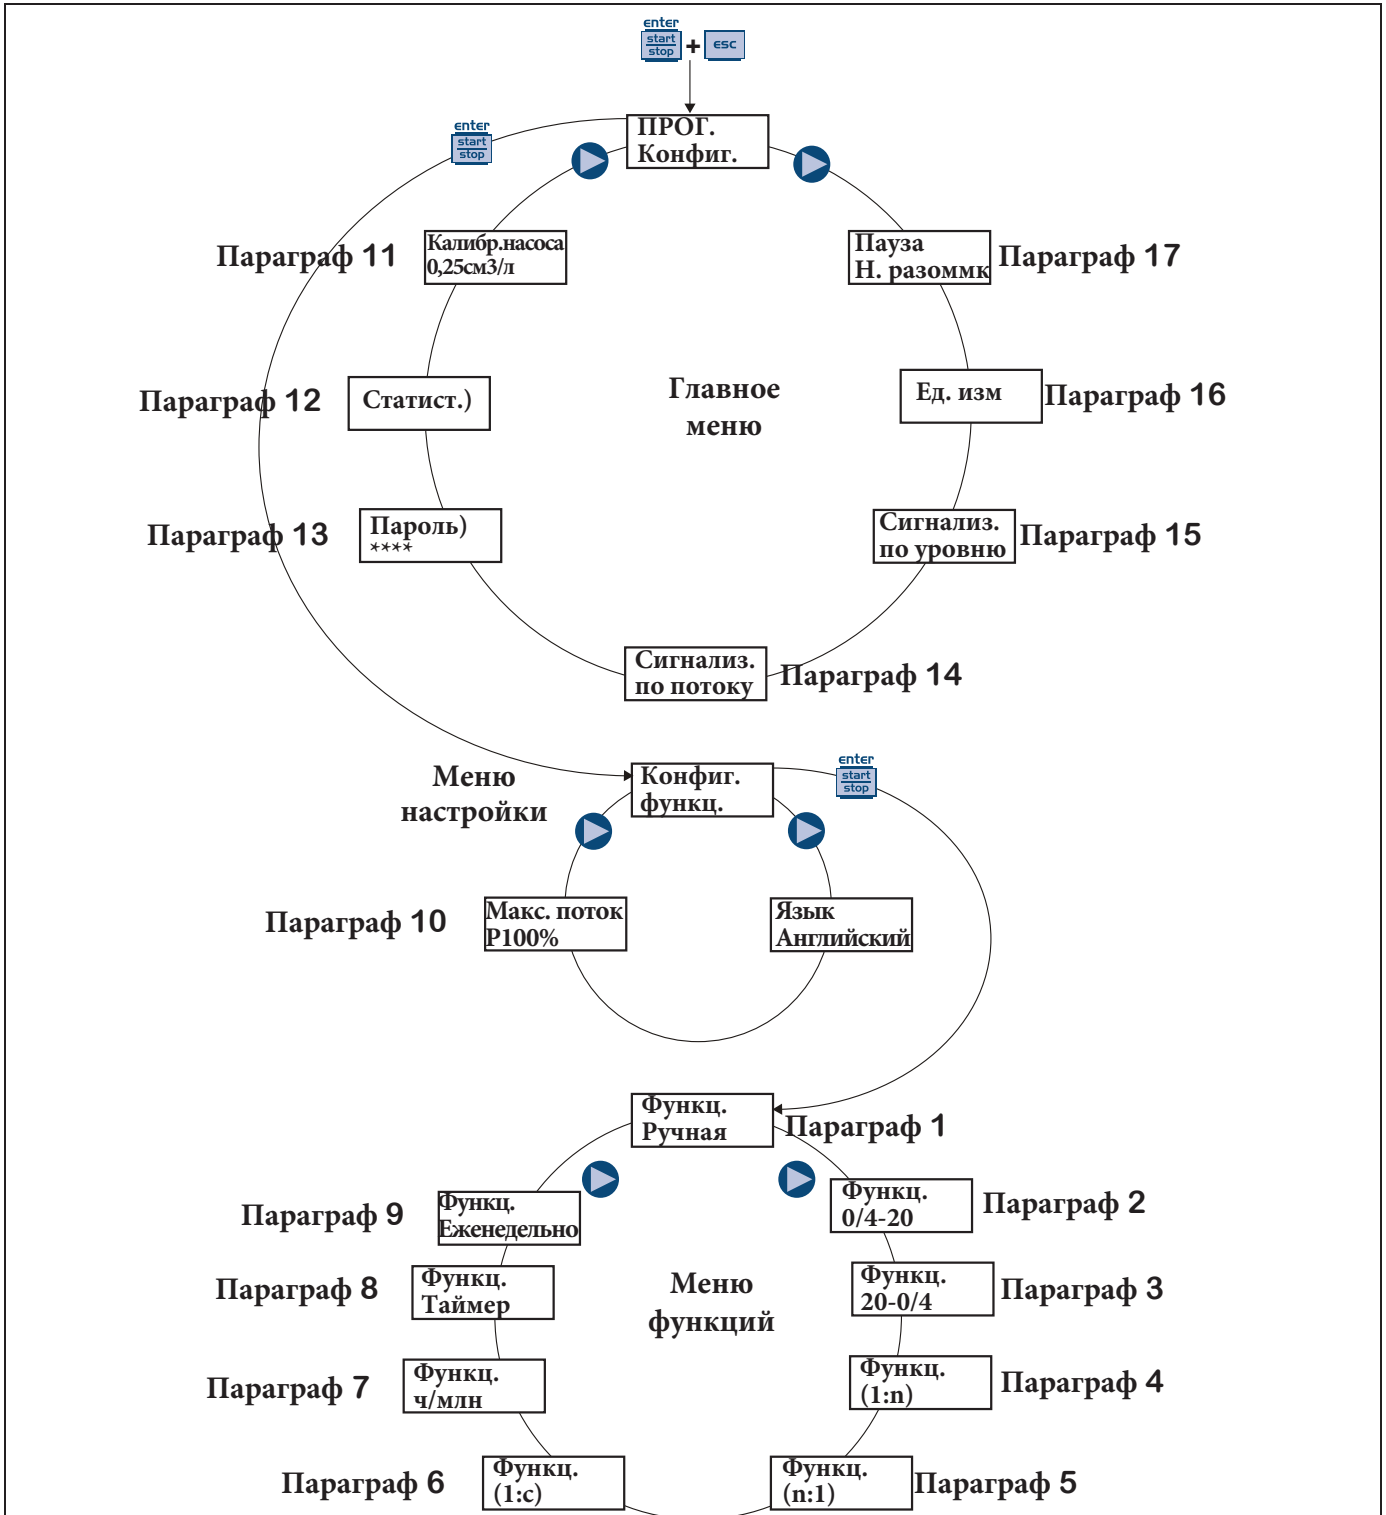 enter
start
stop
+
esc
ПРОГ.
Конфиг.
enter
start
stop
Параграф 11
Калибр.насоса
0,25см3/л
Пауза
Н. разоммк
Параграф 17
Параграф 12
Статист.)
Главное
меню
Ед. изм
Параграф 16
Параграф 13
Пароль)
****
Сигнализ.
по уровню
Параграф 15
Сигнализ.
по потоку
Параграф 14
Меню
настройки
Конфиг.
функц.
enter
start
stop
Параграф 10
Макс. поток
P100%
Язык
Английский
Функц.
Ручная
Параграф 1
Параграф 9
Функц.
Еженедельно
Функц.
0/4-20
Параграф 2
Параграф 8
Функц.
Таймер
Меню
функций
Функц.
20-0/4
Параграф 3
Параграф 7
Функц.
ч/млн
Функц.
(1:n)
Параграф 4
Параграф 6
Функц.
(1:c)
Функц.
(n:1)
Параграф 5